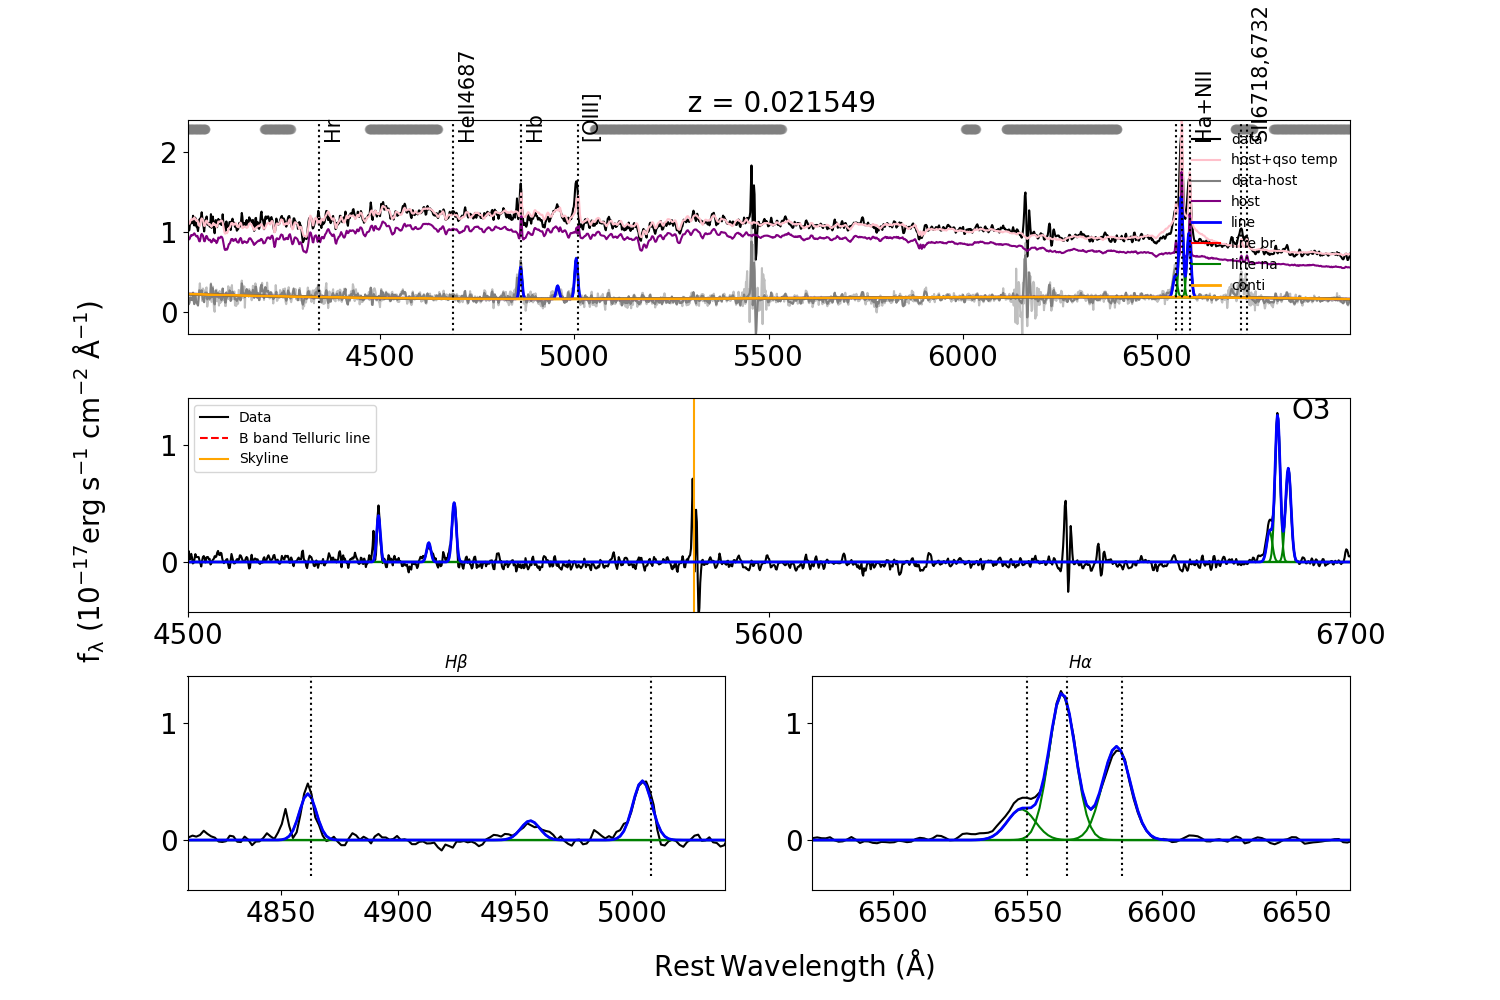 z = 0.021549
Hr
HeII4687
Hb
[OIII]
Ha+NII
SII6718,6732
data
host+qso temp
data-host
host
line
line br
line na
conti
2
1
0
4500
5000
5500
6000
6500
Data
B band Telluric line
Skyline
O3
1
0
4500
5600
6700
fλ (10⁻¹⁷erg s⁻¹ cm⁻² Å⁻¹)
Hβ
1
0
4850
4900
4950
5000
Hα
1
0
6500
6550
6600
6650
Rest Wavelength (Å)